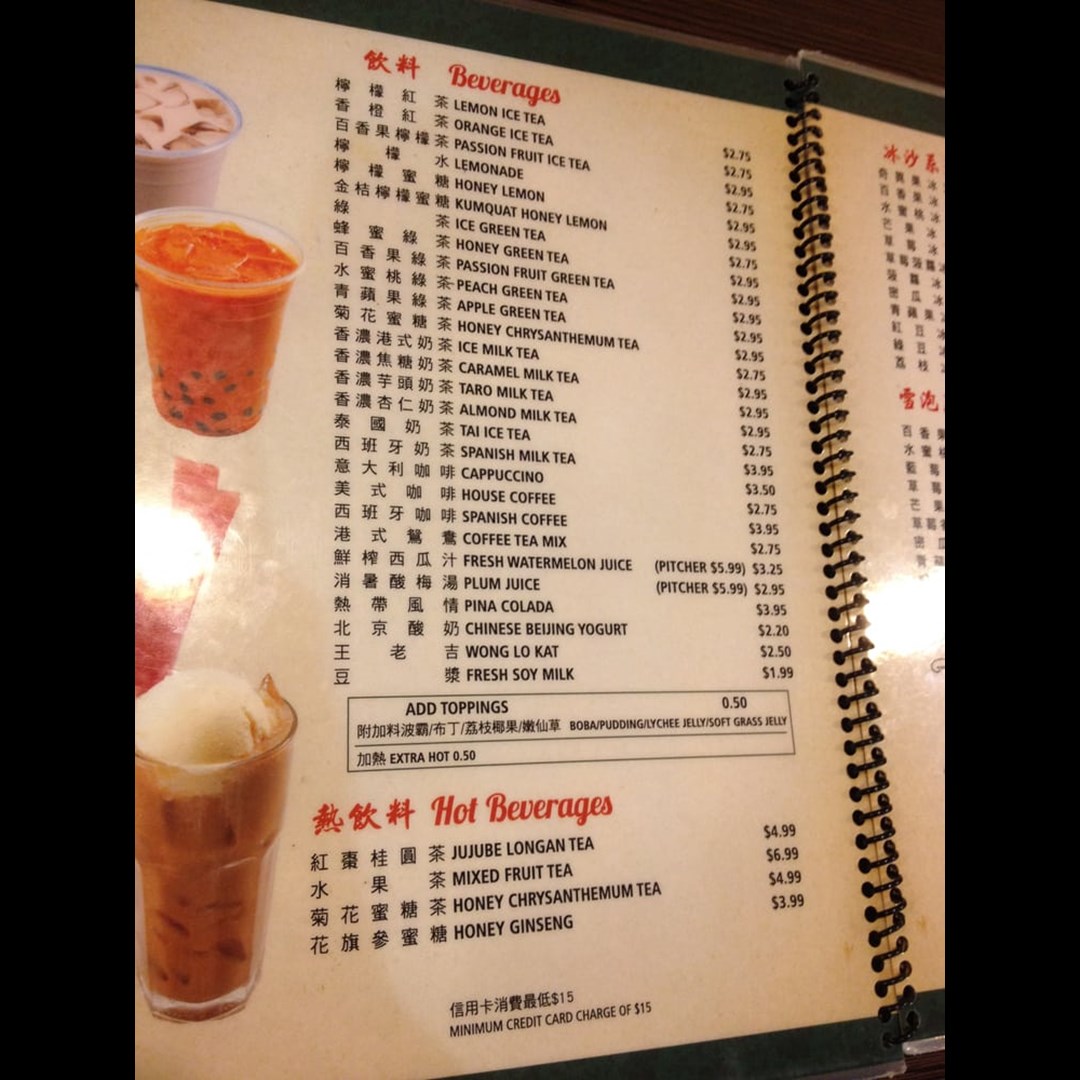 飲料 Beverages
檸檬紅茶 LEMON ICE TEA $2.75
香橙紅茶 ORANGE ICE TEA $2.75
百香果檸檬茶 PASSION FRUIT ICE TEA $2.95
檸檬水 LEMONADE $2.75
檸檬蜜糖 HONEY LEMON $2.95
金桔檸檬蜜糖 KUMQUAT HONEY LEMON $2.95
綠茶 ICE GREEN TEA $2.75
蜂蜜綠茶 HONEY GREEN TEA $2.95
百香果綠茶 PASSION FRUIT GREEN TEA $2.95
水蜜桃綠茶 PEACH GREEN TEA $2.95
青蘋果綠茶 APPLE GREEN TEA $2.95
菊花蜜糖茶 HONEY CHRYSANTHEMUM TEA $2.95
香濃港式奶茶 ICE MILK TEA $2.75
香濃焦糖奶茶 CARAMEL MILK TEA $2.95
香濃芋頭奶茶 TARO MILK TEA $2.95
香濃杏仁奶茶 ALMOND MILK TEA $2.95
泰國奶茶 TAI ICE TEA $2.75
西班牙奶茶 SPANISH MILK TEA $3.95
意大利咖啡 CAPPUCCINO $3.50
美式咖啡 HOUSE COFFEE $2.75
西班牙咖啡 SPANISH COFFEE $3.95
港式鴛鴦 COFFEE TEA MIX $2.75
鮮榨西瓜汁 FRESH WATERMELON JUICE (PITCHER $5.99) $3.25
消暑酸梅湯 PLUM JUICE (PITCHER $5.99) $2.95
熱帶風情 PINA COLADA $3.95
北京酸奶 CHINESE BEIJING YOGURT $2.20
王老吉 WONG LO KAT $2.50
豆漿 FRESH SOY MILK $1.99
ADD TOPPINGS 0.50
附加料波霸/布丁/荔枝椰果/嫩仙草 BOBA/PUDDING/LYCHEE JELLY/SOFT GRASS JELLY
加熱 EXTRA HOT 0.50
熱飲料 Hot Beverages
紅棗桂圓茶 JUJUBE LONGAN TEA $4.99
水果茶 MIXED FRUIT TEA $6.99
菊花蜜糖茶 HONEY CHRYSANTHEMUM TEA $4.99
花旗參蜜糖 HONEY GINSENG $3.99
信用卡消費最低$15
MINIMUM CREDIT CARD CHARGE OF $15
冰沙系
雪泡